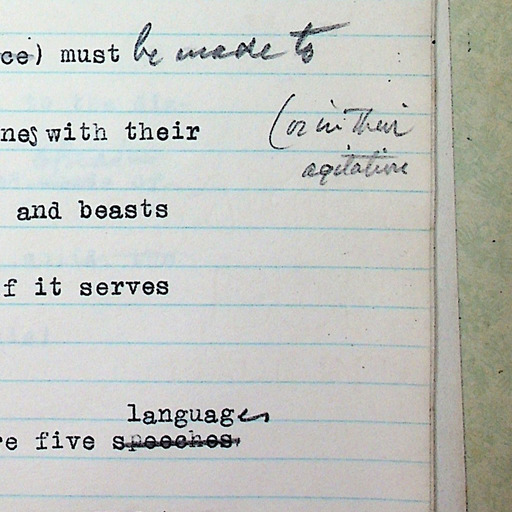 ce) must be made to
nes with their (or in their
agitation
and beasts
f it serves
languages
re five speeches.